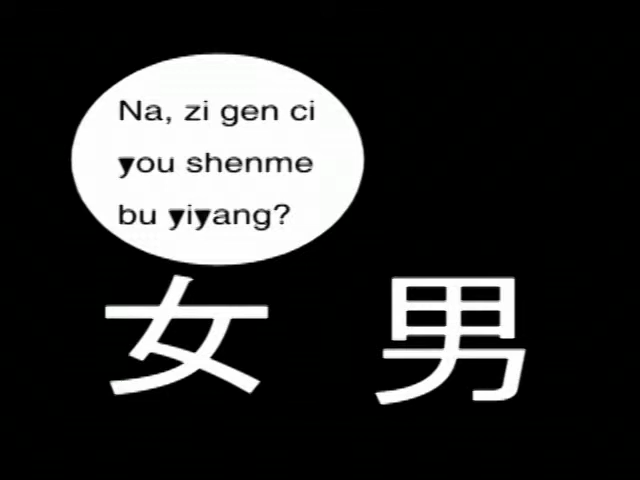 Na, zi gen ci
you shenme
bu yiyang?
女 男